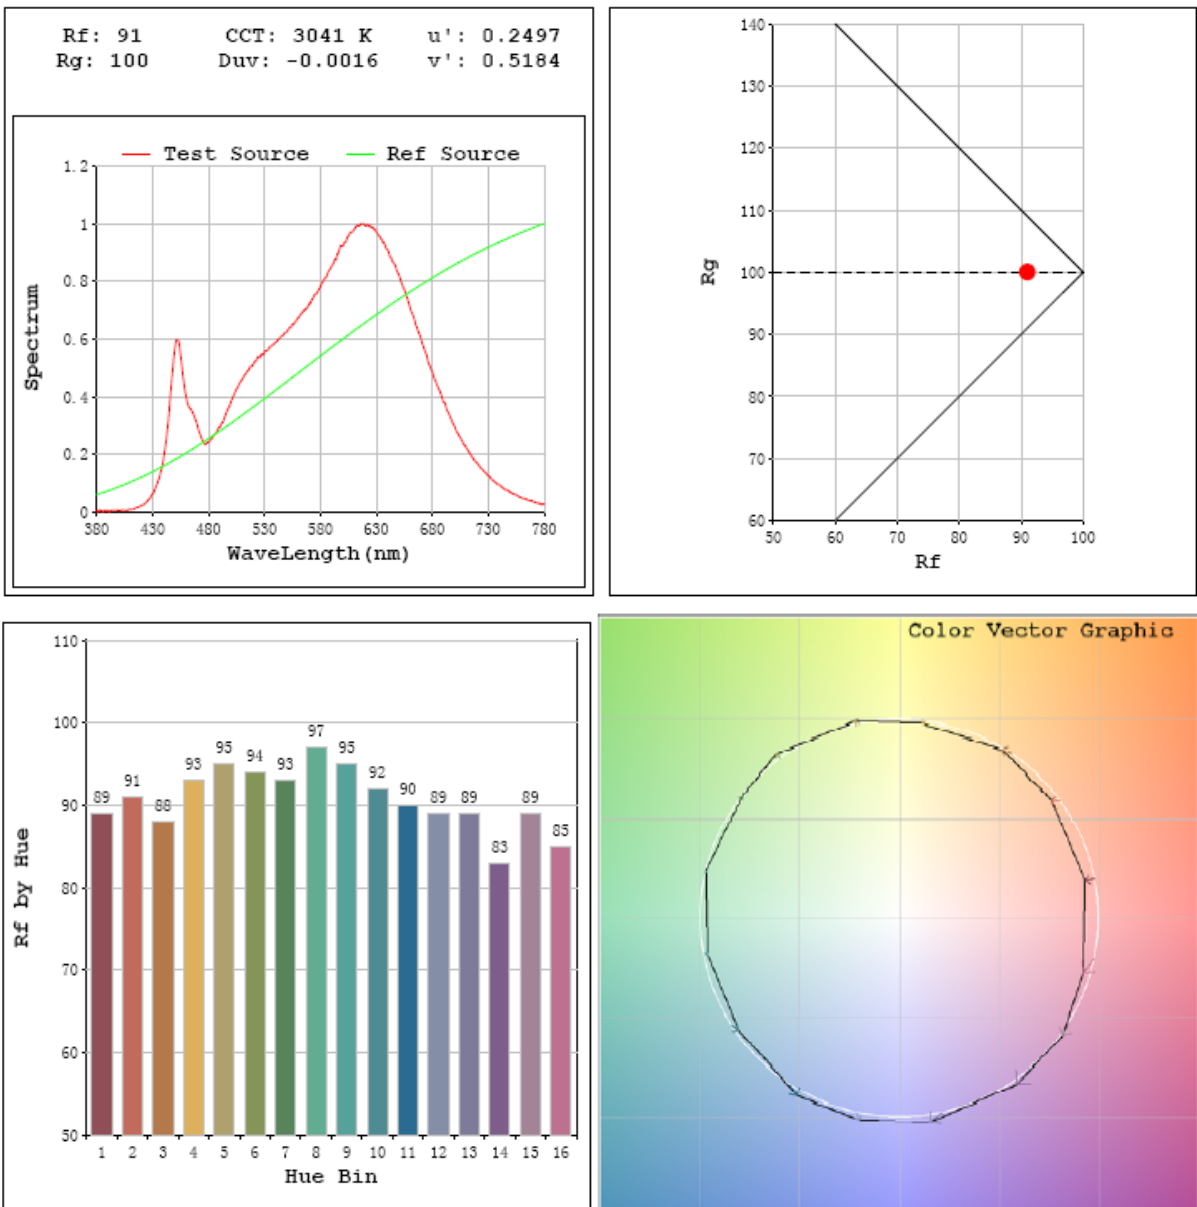 Rf: 91 CCT: 3041 K u': 0.2497
Rg: 100 Duv: -0.0016 v': 0.5184
Test Source Ref Source
1.2
1
0.8
0.6
0.4
0.2
0
Spectrum
380 430 480 530 580 630 680 730 780
WaveLength(nm)
140
130
120
110
100
90
80
70
60
Rg
50 60 70 80 90 100
Rf
110
100
90
80
70
60
50
Rf by Hue
89 91 88 93 95 94 93 97 95 92 90 89 89 83 89 85
1 2 3 4 5 6 7 8 9 10 11 12 13 14 15 16
Hue Bin
Color Vector Graphic